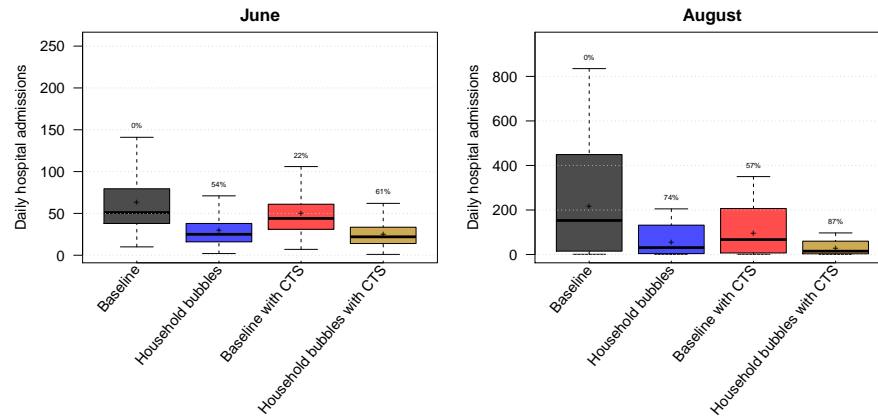 June
Daily hospital admissions
250
200
150
100
50
0
0%
54%
22%
61%
Baseline
Household bubbles
Baseline with CTS
Household bubbles with CTS
August
Daily hospital admissions
800
600
400
200
0
0%
74%
57%
87%
Baseline
Household bubbles
Baseline with CTS
Household bubbles with CTS